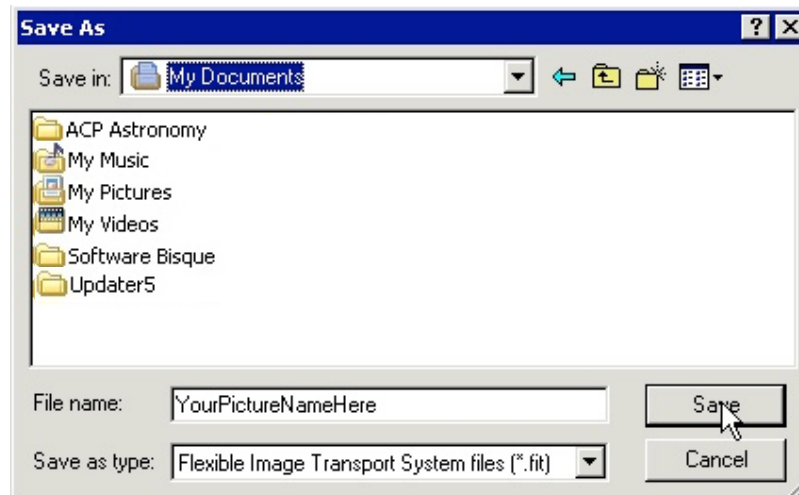 Save As
Save in: My Documents
ACP Astronomy
My Music
My Pictures
My Videos
Software Bisque
Updater5
File name: YourPictureNameHere Save
Save as type: Flexible Image Transport System files (*.fit) Cancel